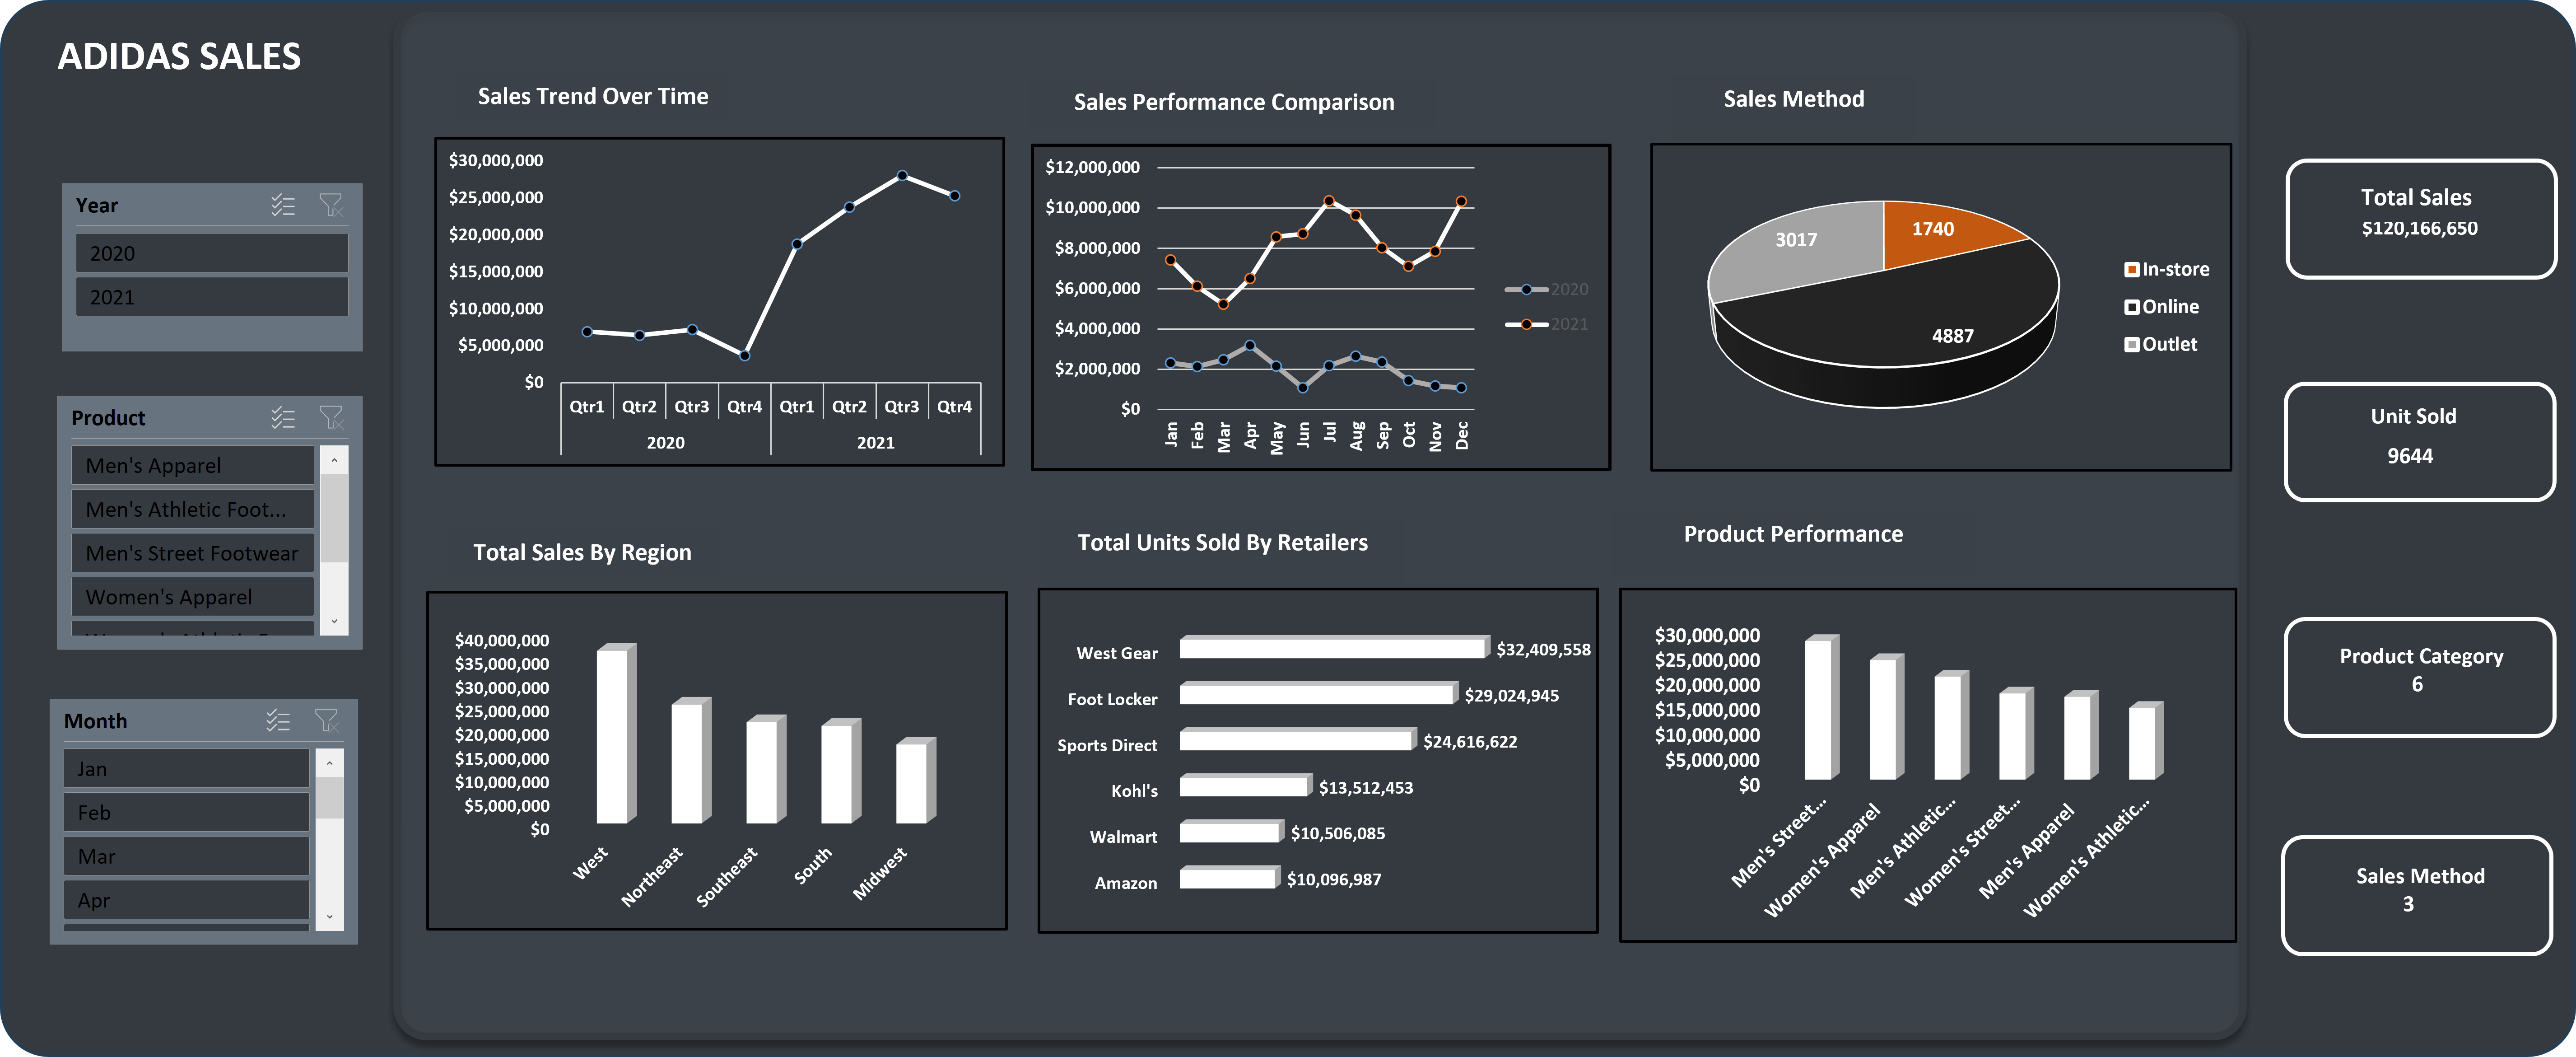 ADIDAS SALES
Year
2020
2021
Product
Men's Apparel
Men's Athletic Foot...
Men's Street Footwear
Women's Apparel
Month
Jan
Feb
Mar
Apr
Sales Trend Over Time
$30,000,000
$25,000,000
$20,000,000
$15,000,000
$10,000,000
$5,000,000
$0
Qtr1 Qtr2 Qtr3 Qtr4 Qtr1 Qtr2 Qtr3 Qtr4
2020 2021
Sales Performance Comparison
$12,000,000
$10,000,000
$8,000,000
$6,000,000
$4,000,000
$2,000,000
$0
Jan Feb Mar Apr May Jun Jul Aug Sep Oct Nov Dec
2020
2021
Sales Method
3017
1740
4887
In-store
Online
Outlet
Total Sales By Region
$40,000,000
$35,000,000
$30,000,000
$25,000,000
$20,000,000
$15,000,000
$10,000,000
$5,000,000
$0
West Northeast Southeast South Midwest
Total Units Sold By Retailers
West Gear $32,409,558
Foot Locker $29,024,945
Sports Direct $24,616,622
Kohl's $13,512,453
Walmart $10,506,085
Amazon $10,096,987
Product Performance
$30,000,000
$25,000,000
$20,000,000
$15,000,000
$10,000,000
$5,000,000
$0
Men's Street...
Women's Apparel
Men's Athletic...
Women's Street...
Men's Apparel
Women's Athletic...
Total Sales
$120,166,650
Unit Sold
9644
Product Category
6
Sales Method
3